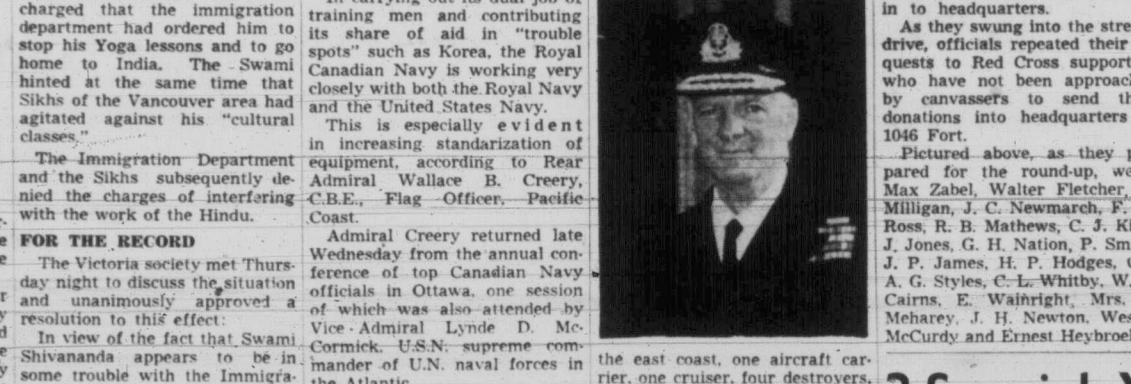 charged that the immigration
department had ordered him to
stop his Yoga lessons and to go
home to India. The Swami
hinted at the same time that
Sikhs of the Vancouver area had
agitated against his "cultural
classes."
The Immigration Department
and the Sikhs subsequently de-
nied the charges of interfering
with the work of the Hindu.
FOR THE RECORD
The Victoria society met Thurs-
day night to discuss the situation
and unanimously approved a
resolution to this effect:
In view of the fact that Swami
Shivananda appears to be in
some trouble with the Immigra-
In carrying out its dual job of
training men and contributing
its share of aid in "trouble
spots" such as Korea, the Royal
Canadian Navy is working very
closely with both the Royal Navy
and the United States Navy.
This is especially evident
in increasing standarization of
equipment, according to Rear
Admiral Wallace B. Creery,
C.B.E., Flag Officer, Pacific
Coast.
Admiral Creery returned late
Wednesday from the annual con-
ference of top Canadian Navy
officials in Ottawa, one session
of which was also attended by
Vice-Admiral Lynde D. Mc-
Cormick, U.S.N. supreme com-
mander of U.N. naval forces in
the Atlantic.
the east coast, one aircraft car-
rier, one cruiser, four destroyers,
in to headquarters.
As they swung into the stre
drive, officials repeated their
quests to Red Cross support
who have not been approach
by canvassers to send th
donations into headquarters
1046 Fort.
Pictured above, as they p
pared for the round-up, we
Max Zabel, Walter Fletcher,
Milligan, J. C. Newmarch, F.
Ross, R. B. Mathews, C. J. Ki
J. Jones, G. H. Nation, P. Sm
J. P. James, H. P. Hodges,
A. G. Styles, C. L. Whitby, W.
Cairns, E. Wainright, Mrs.
Meharey, J. H. Newton, Wes
McCurdy and Ernest Heybroek